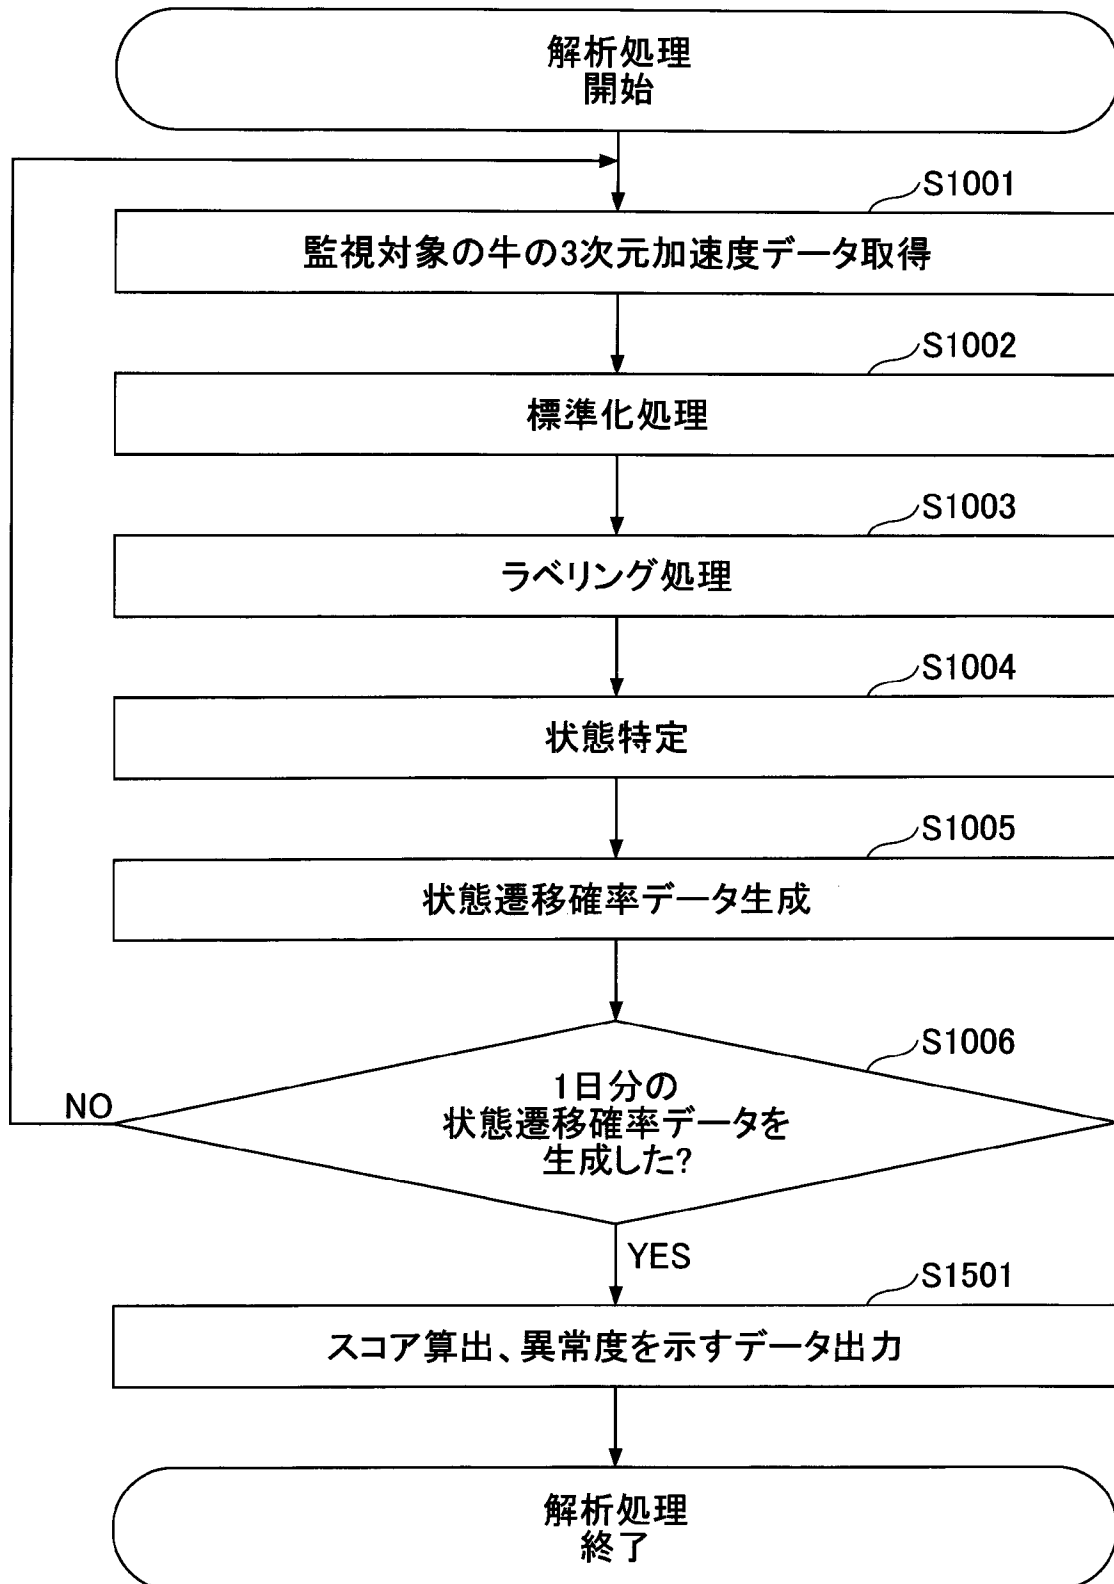 解析処理
開始
S1001
監視対象の牛の3次元加速度データ取得
S1002
標準化処理
S1003
ラベリング処理
S1004
状態特定
S1005
状態遷移確率データ生成
S1006
1日分の
状態遷移確率データを
生成した?
NO
YES
S1501
スコア算出、異常度を示すデータ出力
解析処理
終了